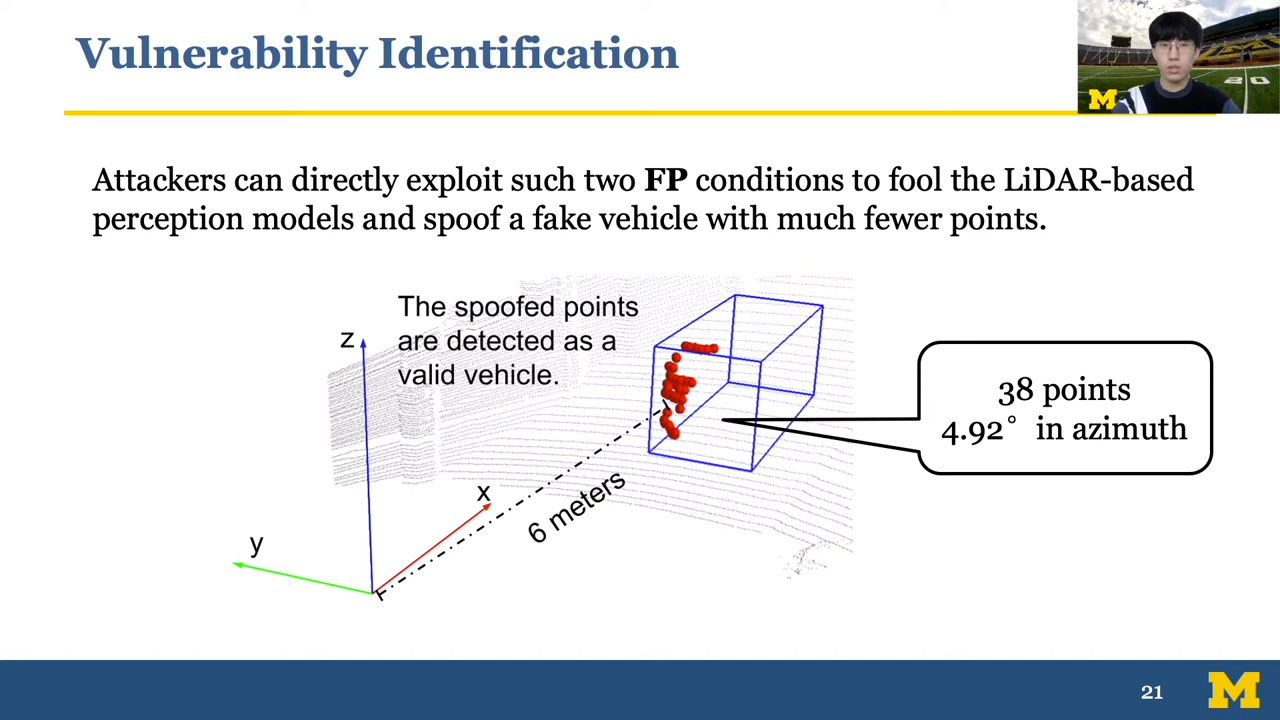 Vulnerability Identification
M
80
Attackers can directly exploit such two FP conditions to fool the LiDAR-based
perception models and spoof a fake vehicle with much fewer points.
The spoofed points
are detected as a
valid vehicle.
z
38 points
4.92° in azimuth
x
6 meters
y
21
M